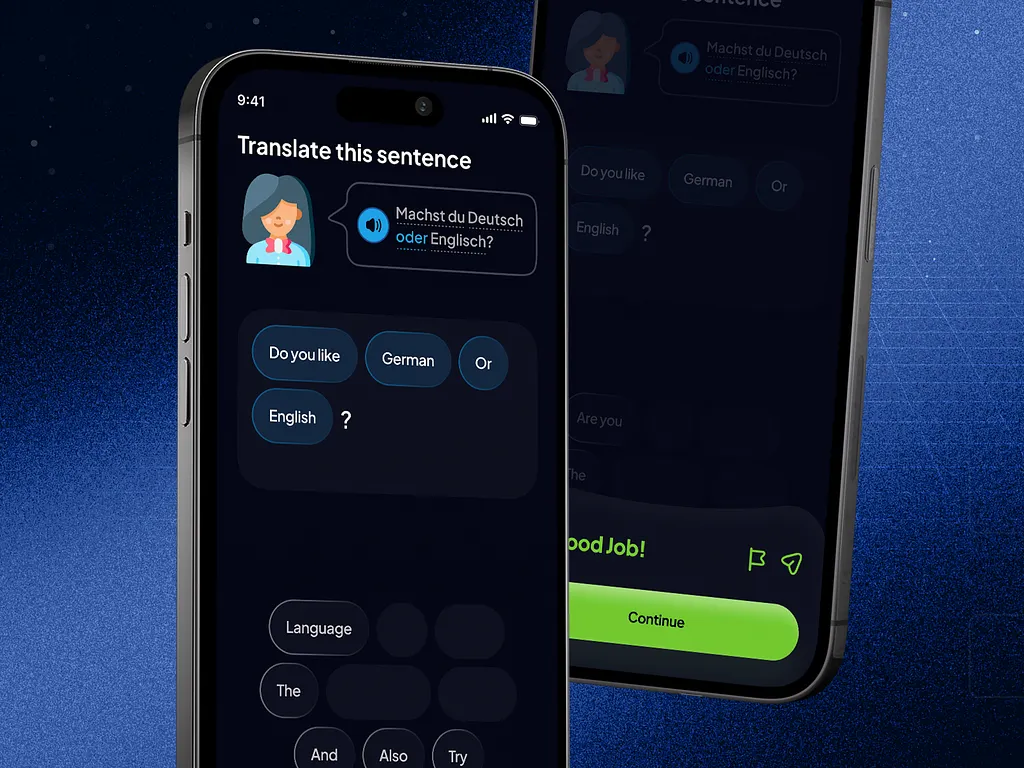 9:41
Translate this sentence
Machst du Deutsch
oder Englisch?
Do you like
German
Or
English
?
Language
The
And
Also
Try
sentence
Machst du Deutsch
oder Englisch?
Do you like
German
Or
English
?
Are you
The
ood Job!
Continue